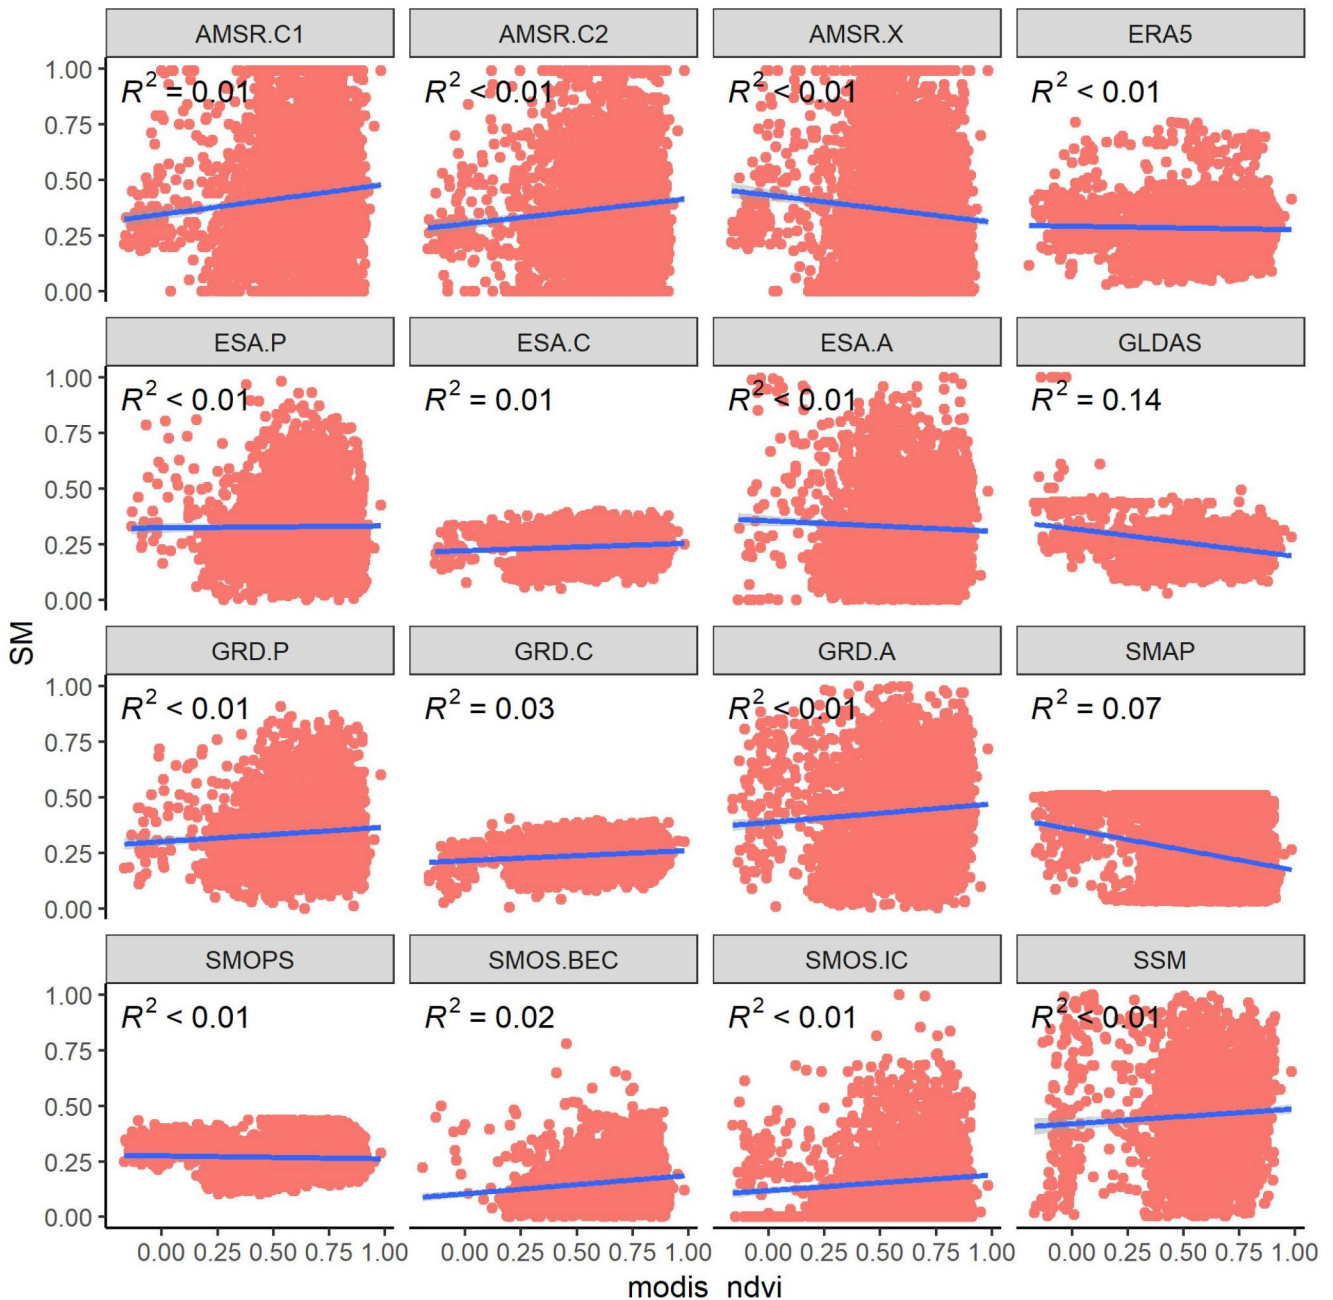 AMSR.C1 AMSR.C2 AMSR.X ERA5
1.00
R² = 0.01 R² < 0.01 R² < 0.01 R² < 0.01
0.75
0.50
0.25
0.00
ESA.P ESA.C ESA.A GLDAS
1.00
R² < 0.01 R² = 0.01 R² < 0.01 R² = 0.14
0.75
0.50
0.25
0.00
SM
GRD.P GRD.C GRD.A SMAP
1.00
R² < 0.01 R² = 0.03 R² < 0.01 R² = 0.07
0.75
0.50
0.25
0.00
SMOPS SMOS.BEC SMOS.IC SSM
1.00
R² < 0.01 R² = 0.02 R² < 0.01 R² < 0.01
0.75
0.50
0.25
0.00
0.00 0.25 0.50 0.75 1.00 0.00 0.25 0.50 0.75 1.00 0.00 0.25 0.50 0.75 1.00 0.00 0.25 0.50 0.75 1.00
modis ndvi